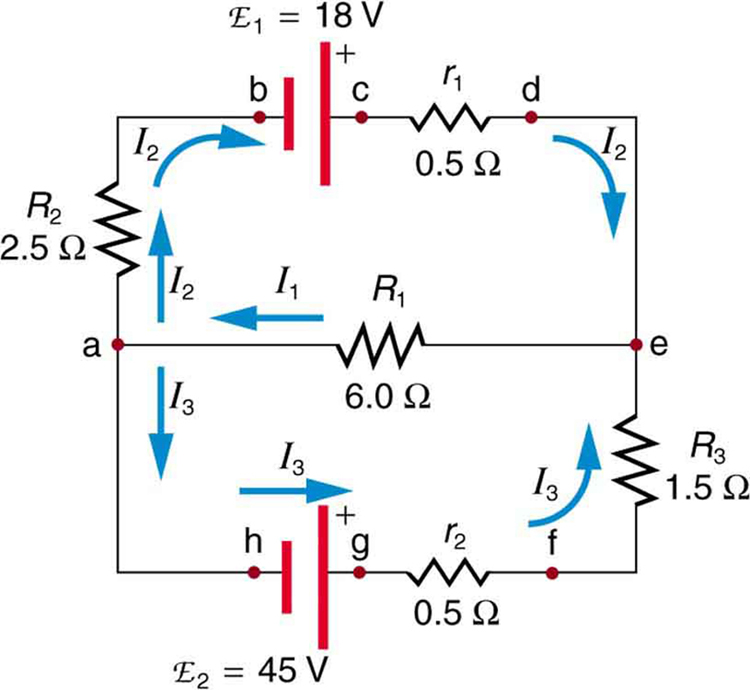 ℰ₁ = 18 V
+
b
c
r₁
d
I₂
I₂
0.5 Ω
R₂
2.5 Ω
I₂
I₁
R₁
a
e
6.0 Ω
I₃
I₃
I₃
R₃
1.5 Ω
+
h
g
r₂
f
0.5 Ω
ℰ₂ = 45 V